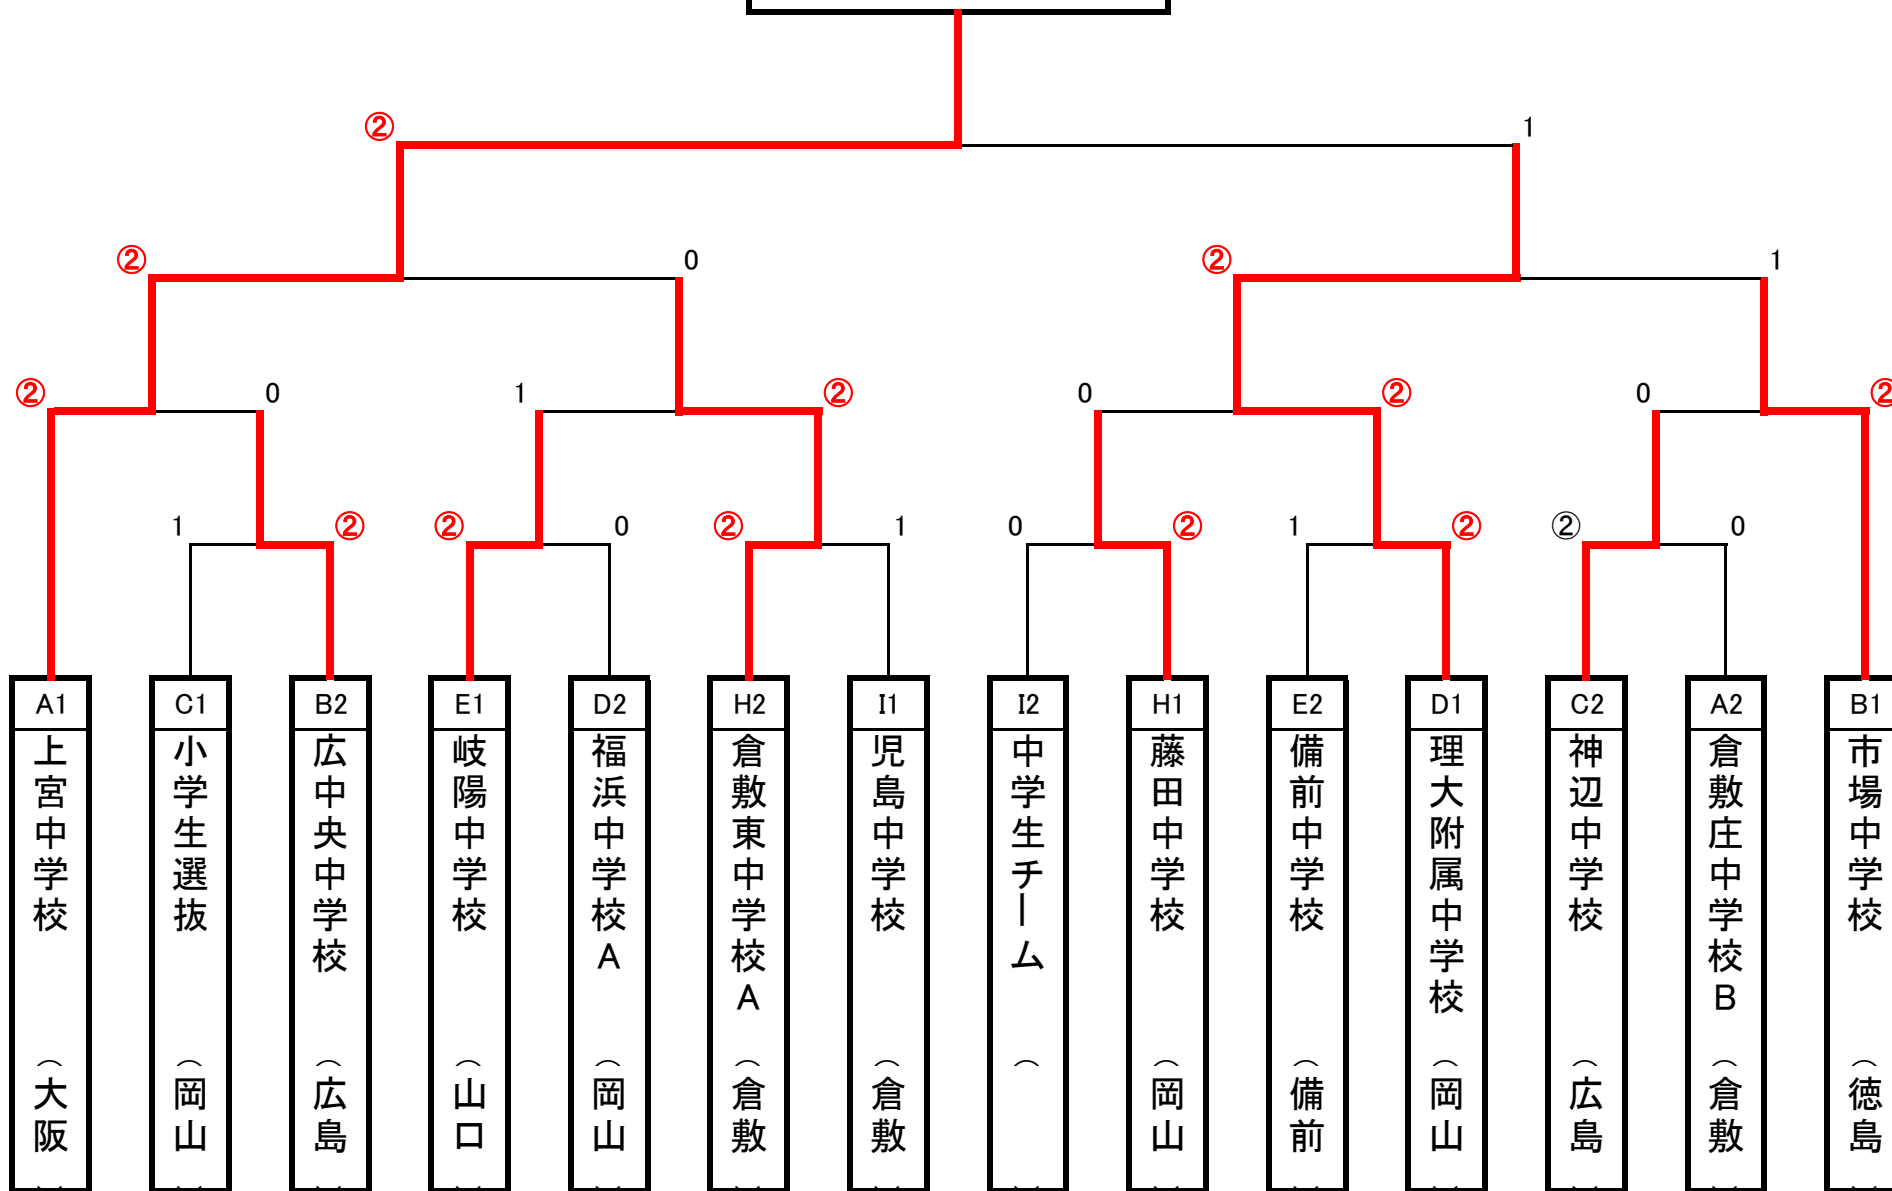 ② 1
② 0 ② 1
② 0 1 ② 0 ② 0 ②
1 ② ② 0 ② 1 0 ② 1 ② ② 0
A1 C1 B2 E1 D2 H2 I1 I2 H1 E2 D1 C2 A2 B1
上宮中学校 （大阪
小学生選抜 （岡山
広中央中学校 （広島
岐陽中学校 （山口
福浜中学校A （岡山
倉敷東中学校A （倉敷
児島中学校 （倉敷
中学生チーム （
藤田中学校 （岡山
備前中学校 （備前
理大附属中学校 （岡山
神辺中学校 （広島
倉敷庄中学校B （倉敷
市場中学校 （徳島